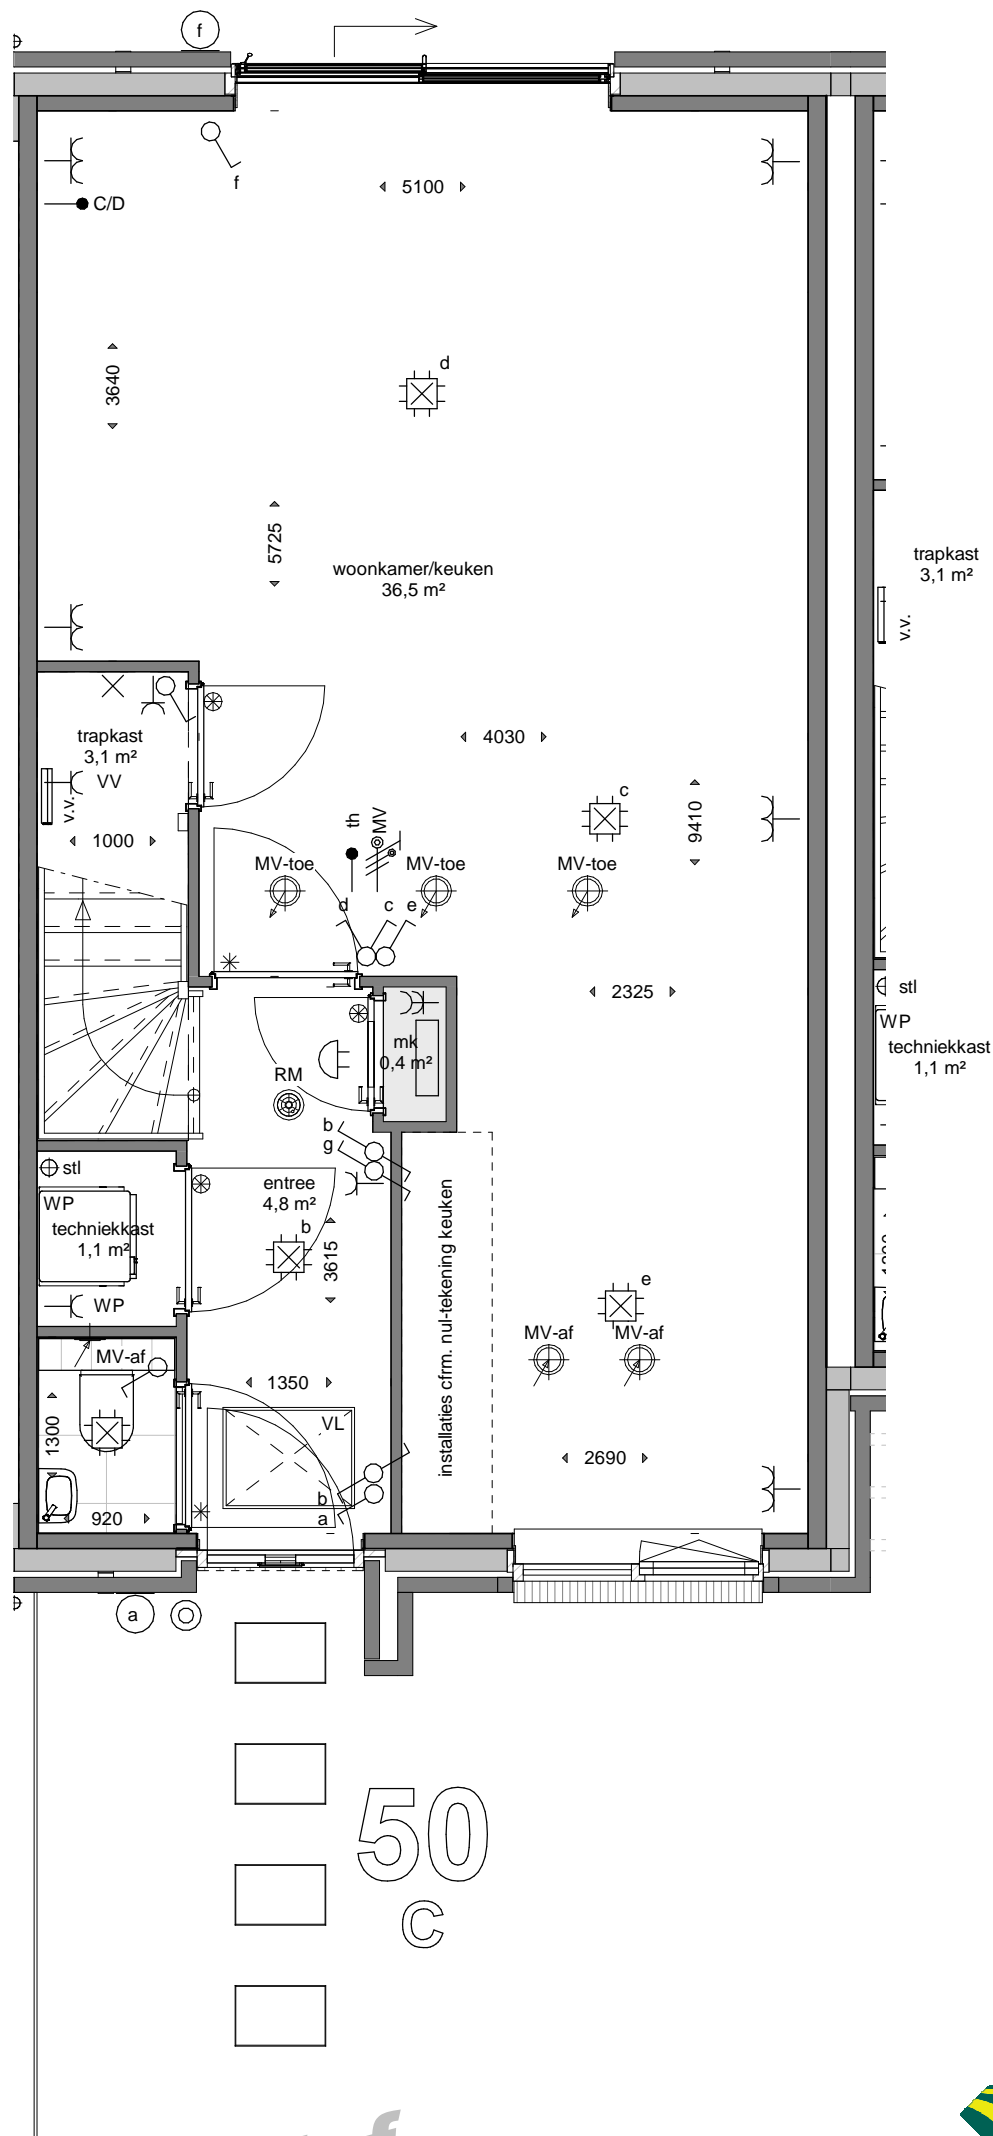 f
f
5100
C/D
3640
d
5725
woonkamer/keuken
36,5 m²
trapkast
3,1 m²
v.v.
trapkast
3,1 m²
VV
v.v.
1000
4030
c
9410
th
MV
MV-toe
MV-toe
MV-toe
d
c
e
2325
stl
WP
techniekkast
1,1 m²
mk
0,4 m²
RM
b
g
stl
WP
techniekkast
1,1 m²
WP
entree
4,8 m²
b
3615
installaties cfrm. nul-tekening keuken
e
MV-af
MV-af
MV-af
1300
920
1350
VL
b
a
2690
a
50
C
f